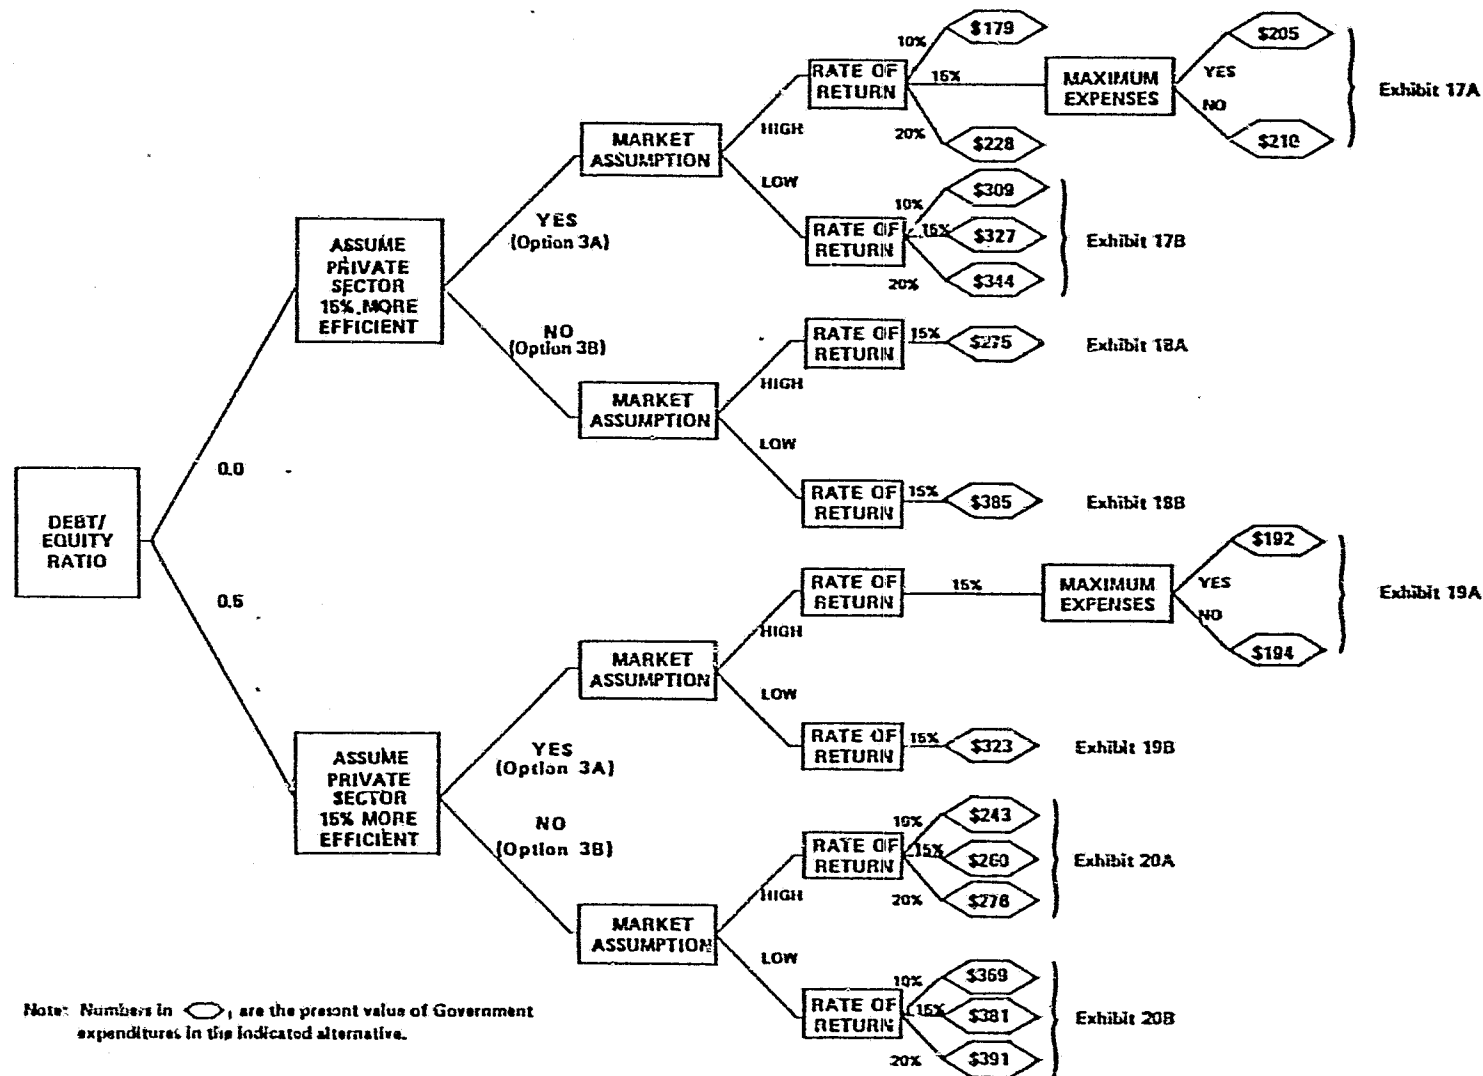 $179
$205
10%
RATE OF
RETURN
15%
MAXIMUM
EXPENSES
YES
NO
Exhibit 17A
HIGH
20%
$228
MARKET
ASSUMPTION
LOW
$309
10%
RATE OF
RETURN
15%
$327
Exhibit 17B
20%
$344
YES
(Option 3A)
ASSUME
PRIVATE
SECTOR
15% MORE
EFFICIENT
NO
(Option 3B)
RATE OF
RETURN
15%
$275
Exhibit 18A
HIGH
MARKET
ASSUMPTION
LOW
RATE OF
RETURN
15%
$385
Exhibit 18B
0.0
DEBT/
EQUITY
RATIO
0.5
$192
RATE OF
RETURN
15%
MAXIMUM
EXPENSES
YES
NO
Exhibit 19A
$194
HIGH
MARKET
ASSUMPTION
LOW
RATE OF
RETURN
15%
$323
Exhibit 19B
YES
(Option 3A)
ASSUME
PRIVATE
SECTOR
15% MORE
EFFICIENT
NO
(Option 3B)
10%
$243
RATE OF
RETURN
15%
$260
Exhibit 20A
20%
HIGH
MARKET
ASSUMPTION
LOW
10%
$369
RATE OF
RETURN
15%
$381
Exhibit 20B
20%
$391
Note: Numbers in , are the present value of Government
expenditures in the indicated alternative.